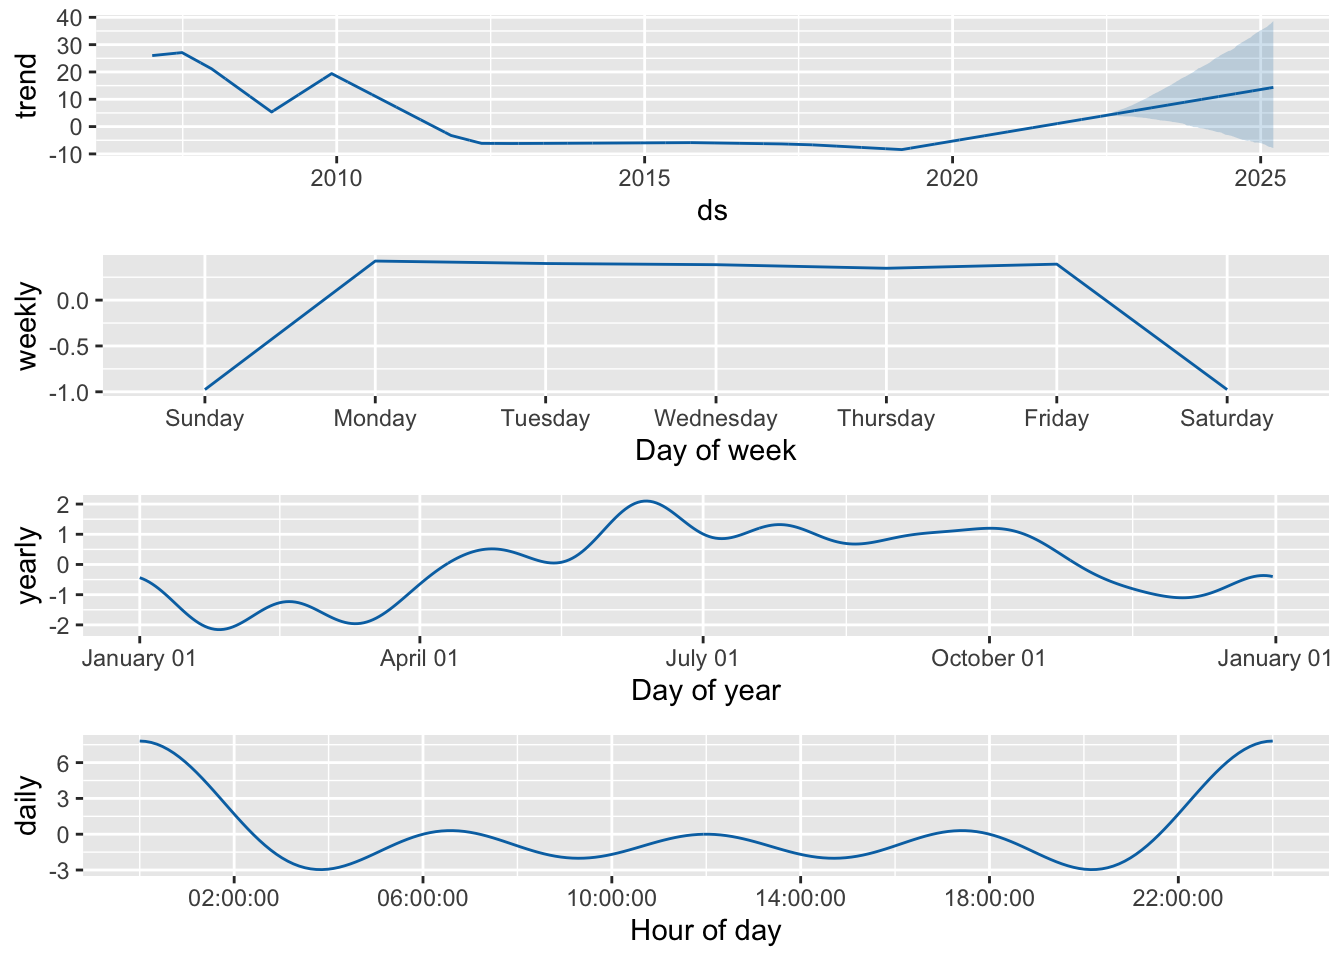 trend
40
30
20
10
0
-10
2010 2015 2020 2025
ds
weekly
0.0
-0.5
-1.0
Sunday Monday Tuesday Wednesday Thursday Friday Saturday
Day of week
yearly
2
1
0
-1
-2
January 01 April 01 July 01 October 01 January 01
Day of year
daily
6
3
0
-3
02:00:00 06:00:00 10:00:00 14:00:00 18:00:00 22:00:00
Hour of day